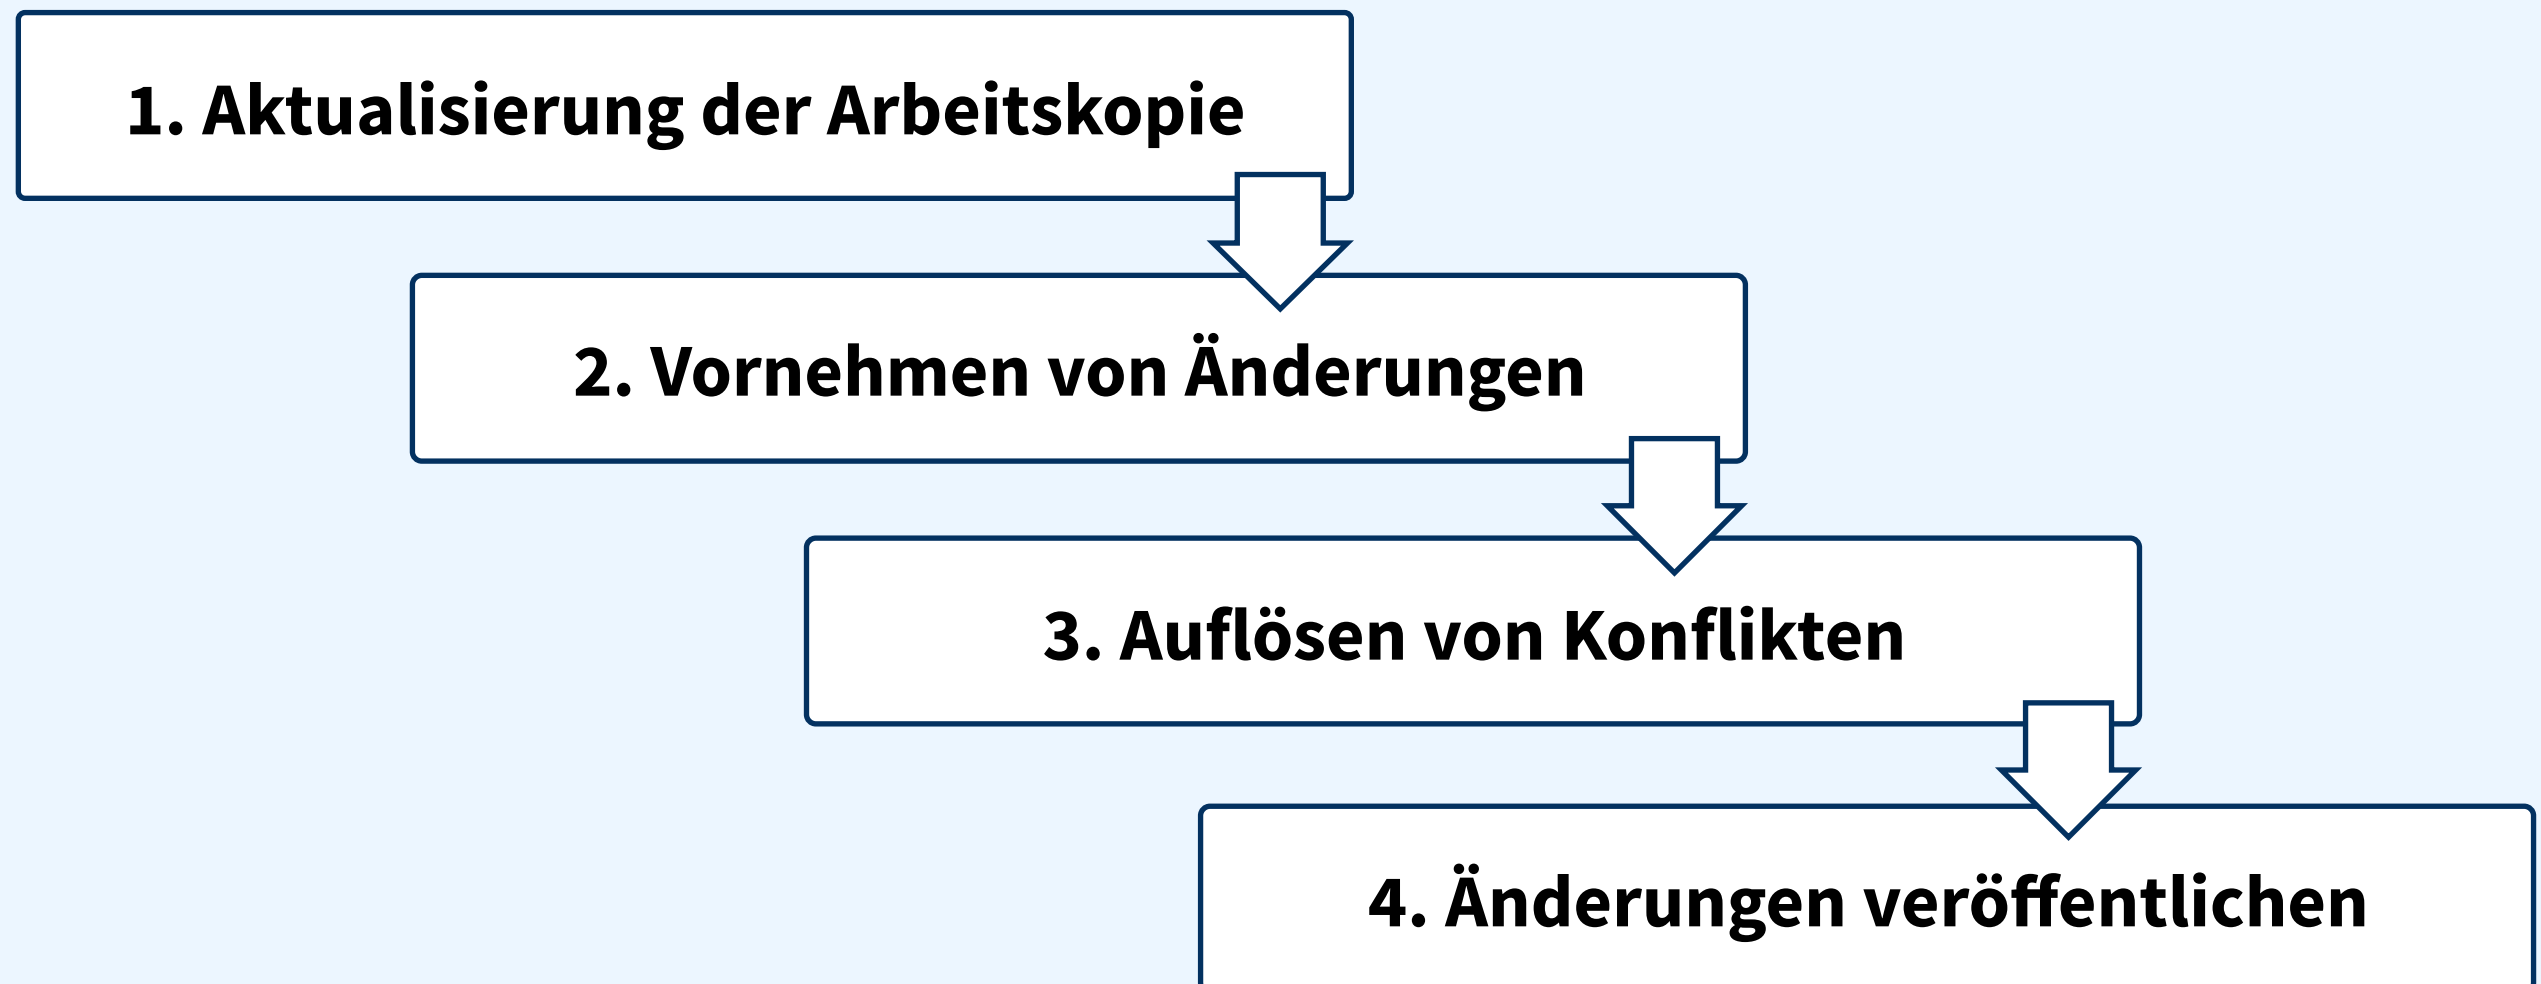 1. Aktualisierung der Arbeitskopie
2. Vornehmen von Änderungen
3. Auflösen von Konflikten
4. Änderungen veröffentlichen